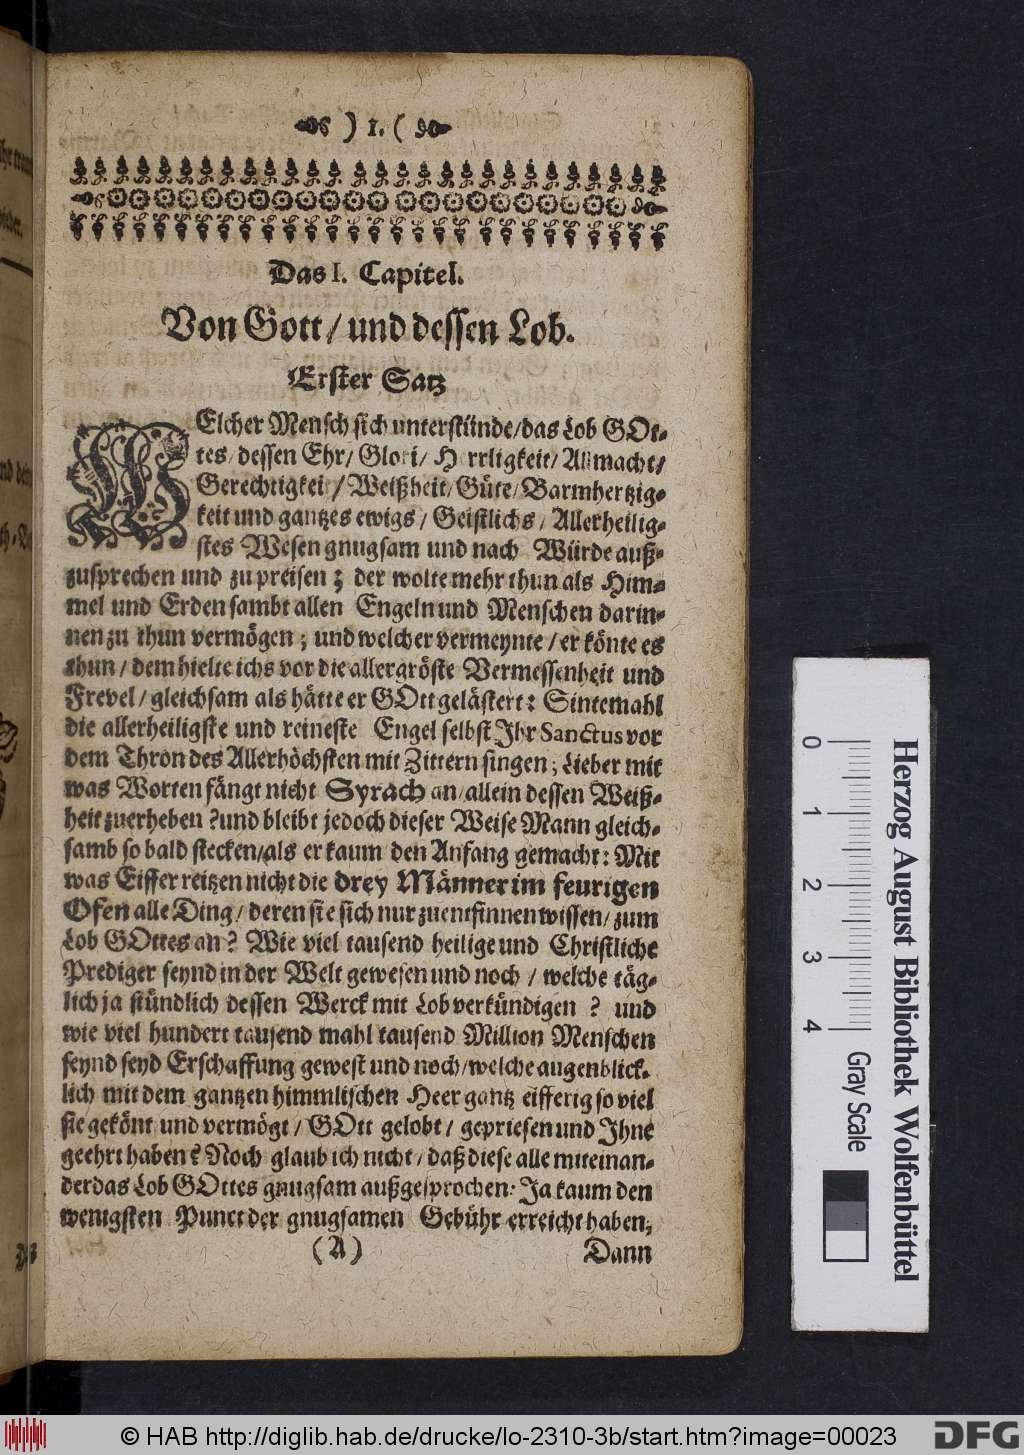 ) 1. (
Das I. Capitel.
Von Gott / und dessen Lob.
Erster Satz
WElcher Mensch sich unterstünde / das Lob GOt-
tes / dessen Ehr / Glori / Herrligkeit / Allmacht /
Gerechtigkeit / Weißheit / Güte / Barmhertzig-
keit und gantzes ewigs / Geistlichs / Allerheilig-
stes Wesen gnugsam und nach Würde auß-
zusprechen und zu preisen ; der wolte mehr thun als Him-
mel und Erden sambt allen Engeln und Menschen darin-
nen zu thun vermögen ; und welcher vermeynte / er könte es
thun / dem hielte ichs vor die allergröste Vermessenheit und
Frevel / gleichsam als hätte er GOtt gelästert : Sintemahl
die allerheiligste und reineste Engel selbst Ihr Sanctus vor
dem Thron des Allerhöchsten mit Zittern singen ; Lieber mit
was Worten fängt nicht Syrach an / allein dessen Weiß-
heit zuerheben ? und bleibt jedoch dieser Weise Mann gleich-
samb so bald stecken / als er kaum den Anfang gemacht : Mit
was Eiffer reitzen nicht die drey Männer im feurigen
Ofen alle Ding / deren sie sich nur zuentsinnen wissen / zum
Lob GOttes an ? Wie viel tausend heilige und Christliche
Prediger seynd in der Welt gewesen und noch / welche täg-
lich ja stündlich dessen Werck mit Lob verkündigen ? und
wie viel hundert tausend mahl tausend Million Menschen
seynd seyd Erschaffung gewest und noch / welche augenblick-
lich mit dem gantzen himmlischen Heer gantz eifferig so viel
sie gekönt und vermögt / GOtt gelobt / gepriesen und Ihne
geehrt haben ? Noch glaub ich nicht / daß diese alle miteinan-
der das Lob GOttes gnugsam außgesprochen : Ja kaum den
wenigsten Punct der gnugsamen Gebühr erreicht haben ;
(A) Dann
Herzog August Bibliothek Wolfenbüttel
0 1 2 3 4
Gray Scale
© HAB http://diglib.hab.de/drucke/lo-2310-3b/start.htm?image=00023
DFG